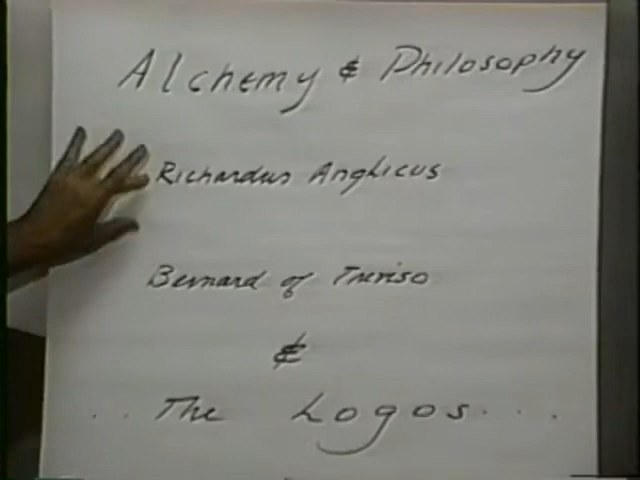 Alchemy & Philosophy
Richardus Anglicus
Bernard of Treviso
&
.. The Logos...